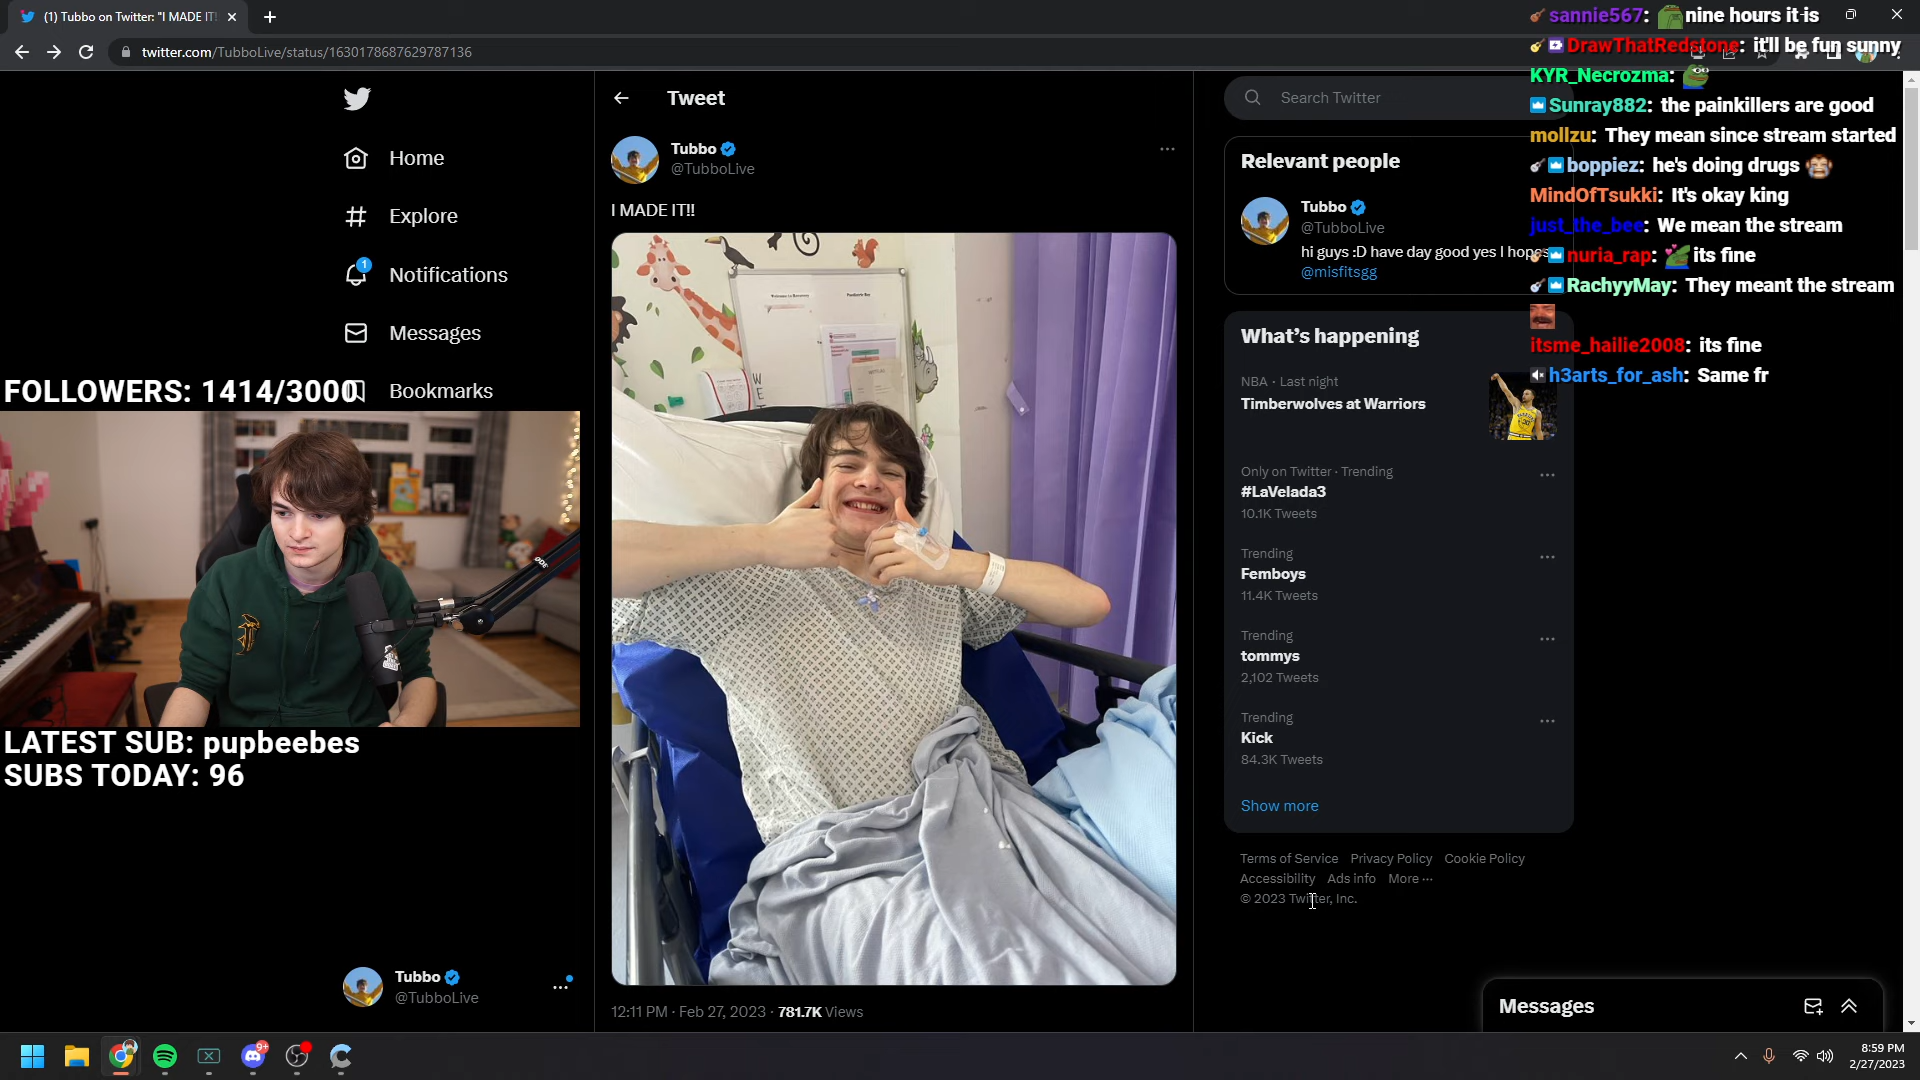 (1) Tubbo on Twitter: "I MADE IT!
twitter.com/TubboLive/status/1630178687629787136
Home
Explore
1
Notifications
Messages
Bookmarks
FOLLOWERS: 1414/3000
LATEST SUB: pupbeebes
SUBS TODAY: 96
Tubbo
@TubboLive
Tweet
Tubbo
@TubboLive
I MADE IT!!
12:11 PM · Feb 27, 2023 · 781.7K Views
Search Twitter
Relevant people
Tubbo
@TubboLive
hi guys :D have day good yes I hopes
@misfitsgg
What's happening
NBA · Last night
Timberwolves at Warriors
Only on Twitter · Trending
#LaVelada3
10.1K Tweets
Trending
Femboys
11.4K Tweets
Trending
tommys
2,102 Tweets
Trending
Kick
84.3K Tweets
Show more
Terms of Service Privacy Policy Cookie Policy
Accessibility Ads info More ...
© 2023 Twitter, Inc.
sannie567: nine hours it is
DrawThatRedstone: it'll be fun sunny
KYR_Necrozma:
Sunray882: the painkillers are good
mollzu: They mean since stream started
boppiez: he's doing drugs
MindOfTsukki: It's okay king
just_the_bee: We mean the stream
nuria_rap: its fine
RachyyMay: They meant the stream
itsme_hailie2008: its fine
h3arts_for_ash: Same fr
Messages
9+
8:59 PM
2/27/2023